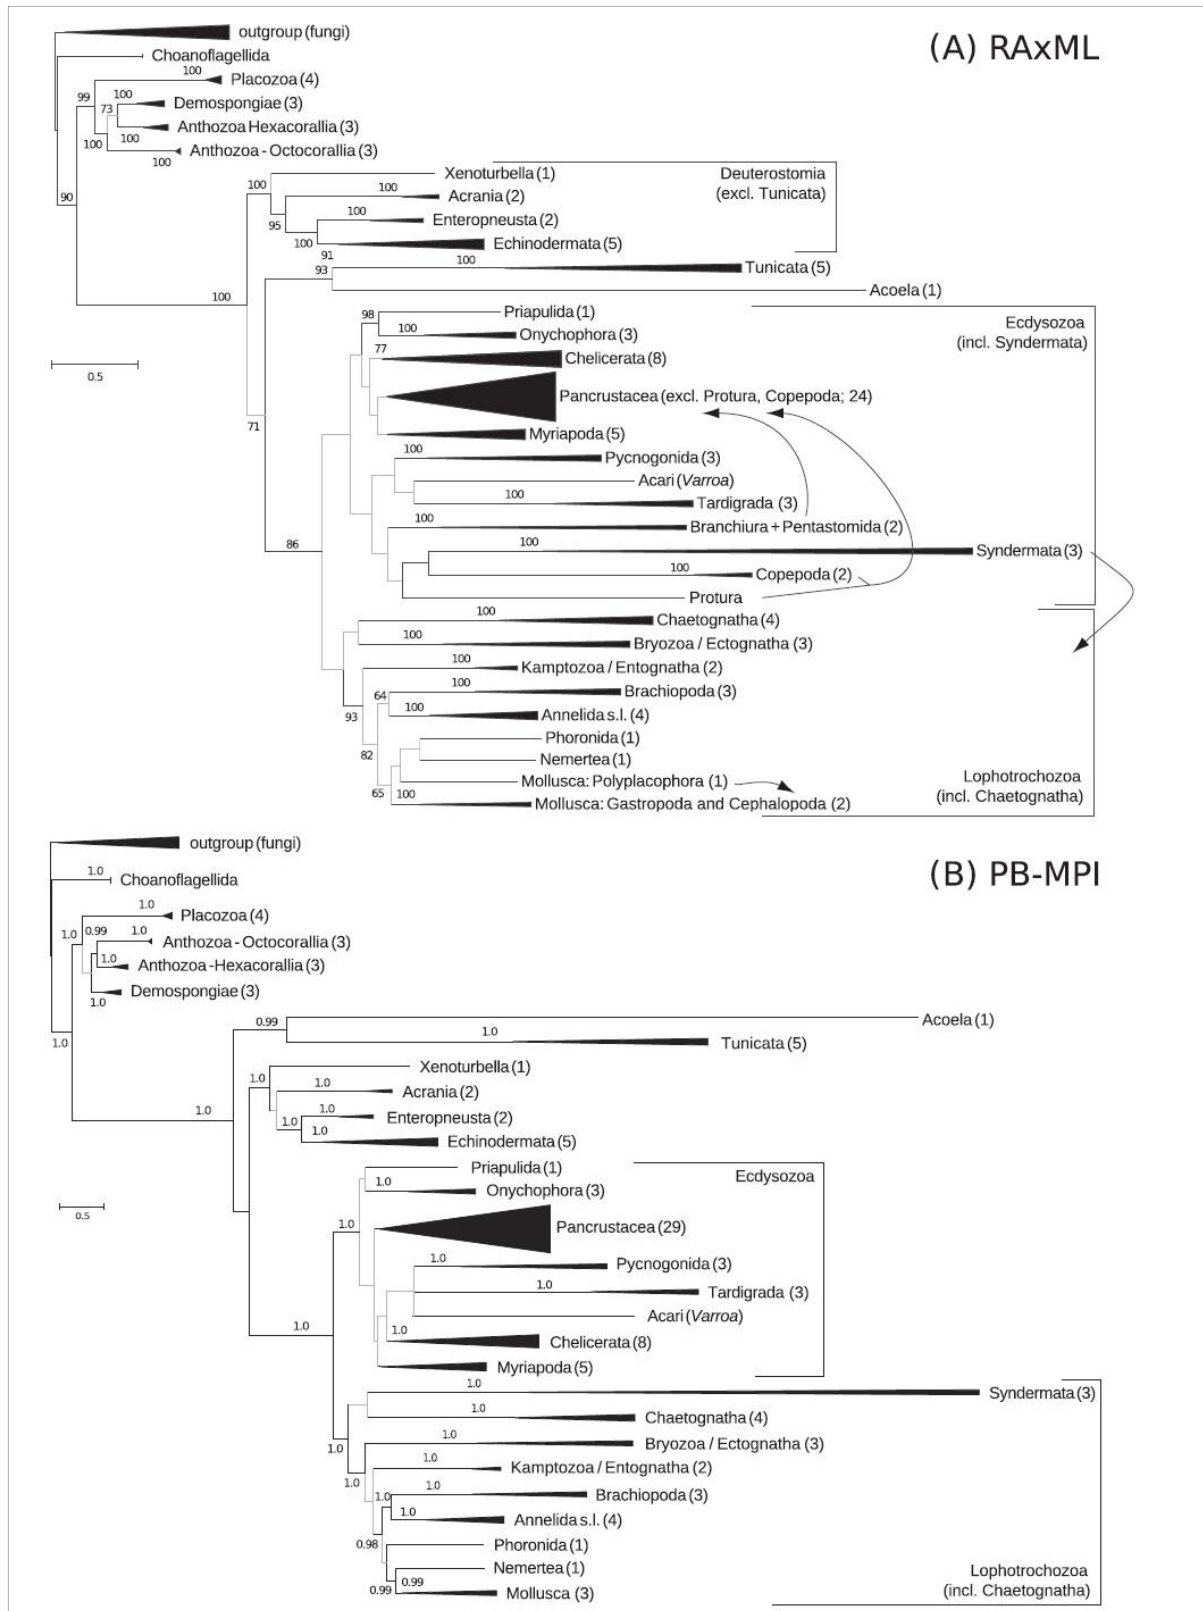 outgroup (fungi)
(A) RAxML
Choanoflagellida
100
Placozoa (4)
99
100
Demospongiae (3)
73
Anthozoa Hexacorallia (3)
100
100
Anthozoa - Octocorallia (3)
100
90
Xenoturbella (1)
Deuterostomia
(excl. Tunicata)
100
100
Acrania (2)
95
100
Enteropneusta (2)
100
Echinodermata (5)
91
93
100
Tunicata (5)
100
Acoela (1)
98
Priapulida (1)
Ecdysozoa
(incl. Syndermata)
100
Onychophora (3)
77
Chelicerata (8)
0.5
Pancrustacea (excl. Protura, Copepoda; 24)
71
Myriapoda (5)
100
Pycnogonida (3)
Acari (Varroa)
100
Tardigrada (3)
100
Branchiura + Pentastomida (2)
86
100
Syndermata (3)
100
Copepoda (2)
Protura
100
Chaetognatha (4)
100
Bryozoa / Ectognatha (3)
100
Kamptozoa / Entognatha (2)
64
100
Brachiopoda (3)
93
100
Annelida s.l. (4)
Phoronida (1)
82
Nemertea (1)
Mollusca: Polyplacophora (1)
Lophotrochozoa
(incl. Chaetognatha)
65
100
Mollusca: Gastropoda and Cephalopoda (2)
outgroup (fungi)
(B) PB-MPI
1.0
Choanoflagellida
1.0
Placozoa (4)
1.0
0.99
1.0
Anthozoa - Octocorallia (3)
1.0
Anthozoa -Hexacorallia (3)
Demospongiae (3)
1.0
0.99
Acoela (1)
1.0
1.0
Tunicata (5)
Xenoturbella (1)
1.0
1.0
Acrania (2)
1.0
1.0
Enteropneusta (2)
1.0
1.0
Echinodermata (5)
Priapulida (1)
Ecdysozoa
1.0
Onychophora (3)
0.5
1.0
Pancrustacea (29)
1.0
Pycnogonida (3)
1.0
Tardigrada (3)
Acari (Varroa)
1.0
1.0
Chelicerata (8)
Myriapoda (5)
1.0
Syndermata (3)
1.0
Chaetognatha (4)
1.0
1.0
Bryozoa / Ectognatha (3)
1.0
1.0
Kamptozoa / Entognatha (2)
1.0
1.0
Brachiopoda (3)
1.0
Annelida s.l. (4)
0.98
Phoronida (1)
Nemertea (1)
Lophotrochozoa
(incl. Chaetognatha)
0.99
0.99
Mollusca (3)